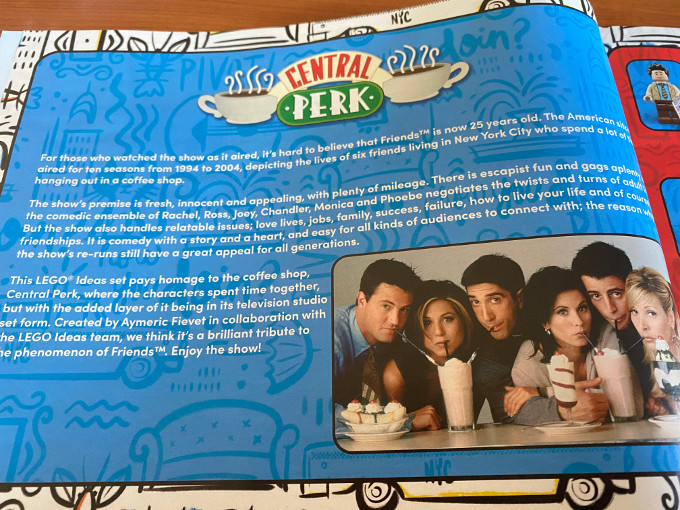 NYC
PIVOT
doin?
CENTRAL
PERK
For those who watched the show as it aired, it's hard to believe that Friends™ is now 25 years old. The American
aired for ten seasons from 1994 to 2004, depicting the lives of six friends living in New York City who spend a lot of
hanging out in a coffee shop.
The show's premise is fresh, innocent and appealing, with plenty of mileage. There is escapist fun and gags
the comedic ensemble of Rachel, Ross, Joey, Chandler, Monica and Phoebe negotiates the twists and turns of
But the show also handles relatable issues; love lives, jobs, family, success, failure, how to live your life and of
friendships. It is comedy with a story and a heart, and easy for all kinds of audiences to connect with; the reason
the show's re-runs still have a great appeal for all generations.
This LEGO® Ideas set pays homage to the coffee shop,
Central Perk, where the characters spent time together,
but with the added layer of it being in its television studio
set form. Created by Aymeric Fievet in collaboration with
the LEGO Ideas team, we think it's a brilliant tribute to
the phenomenon of Friends™. Enjoy the show!
NYC